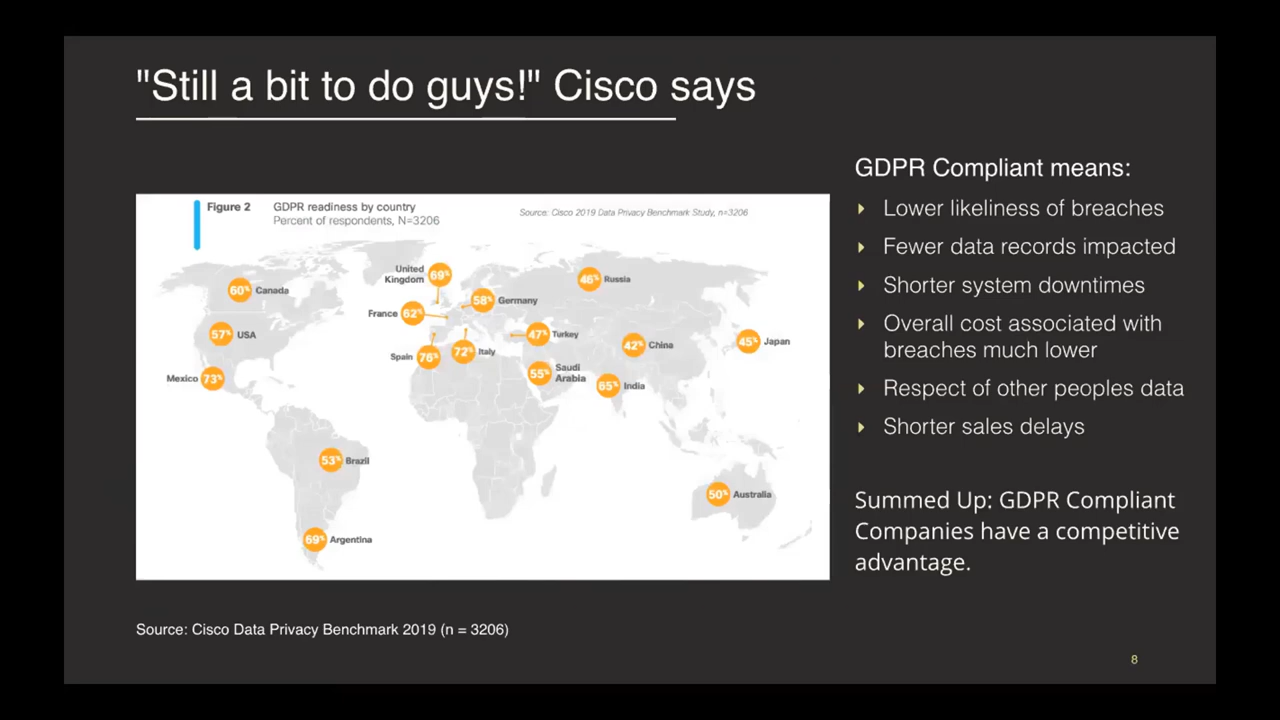 "Still a bit to do guys!" Cisco says
Figure 2
GDPR readiness by country
Percent of respondents, N=3206
Source: Cisco 2019 Data Privacy Benchmark Study, n=3206
United
Kingdom 69%
46% Russia
60% Canada
58% Germany
France 62%
57% USA
47% Turkey
42% China
45% Japan
Spain 76%
72% Italy
Mexico 73%
55% Saudi
Arabia
65% India
53% Brazil
50% Australia
69% Argentina
GDPR Compliant means:
Lower likeliness of breaches
Fewer data records impacted
Shorter system downtimes
Overall cost associated with
breaches much lower
Respect of other peoples data
Shorter sales delays
Summed Up: GDPR Compliant
Companies have a competitive
advantage.
Source: Cisco Data Privacy Benchmark 2019 (n = 3206)
8